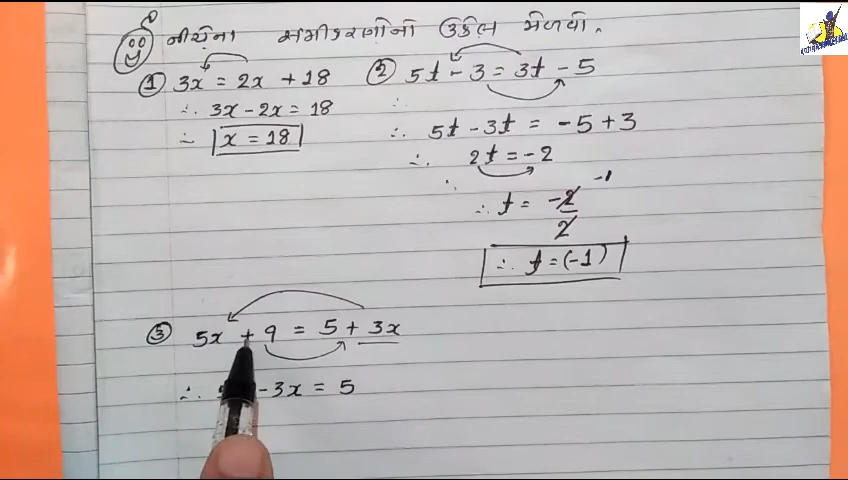 નીચેના સમીકરણોનો ઉકેલ મેળવો.
① 3x = 2x + 18
∴ 3x - 2x = 18
∴ x = 18
② 5t - 3 = 3t - 5
∴
∴ 5t - 3t = -5 + 3
∴ 2t = -2
∴
∴ t = -2/2 -1
∴ t = (-1)
③ 5x + 9 = 5 + 3x
∴ - 3x = 5